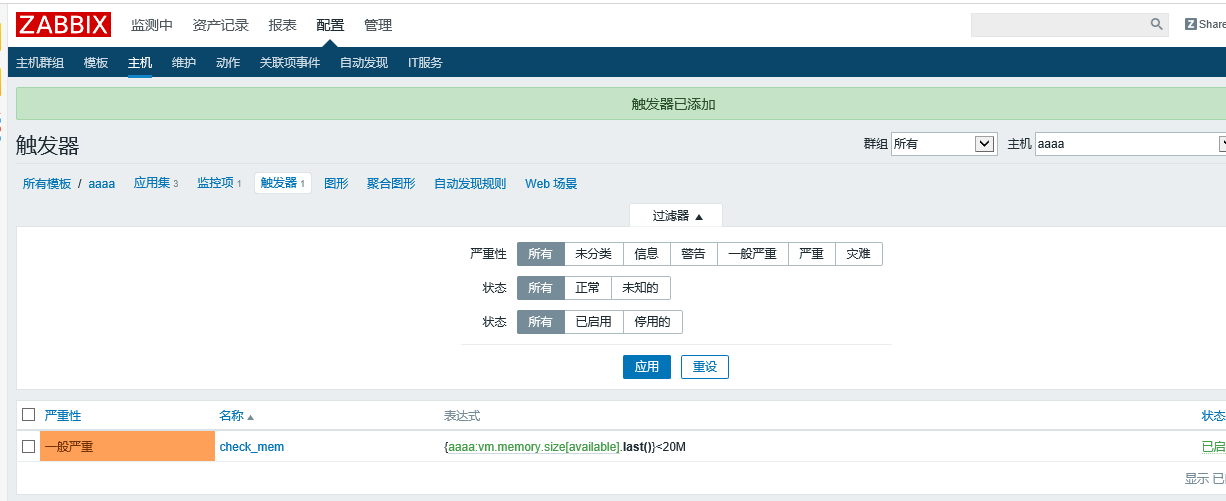 ZABBIX 监测中 资产记录 报表 配置 管理 Z Share
主机群组 模板 主机 维护 动作 关联项事件 自动发现 IT服务
触发器已添加
触发器 群组 所有 主机 aaaa
所有模板 / aaaa 应用集 3 监控项 1 触发器 1 图形 聚合图形 自动发现规则 Web 场景
过滤器 ▲
严重性 所有 未分类 信息 警告 一般严重 严重 灾难
状态 所有 正常 未知的
状态 所有 已启用 停用的
应用 重设
严重性 名称 ▲ 表达式 状态
一般严重 check_mem {aaaa:vm.memory.size[available].last()}<20M 已启
显示 已